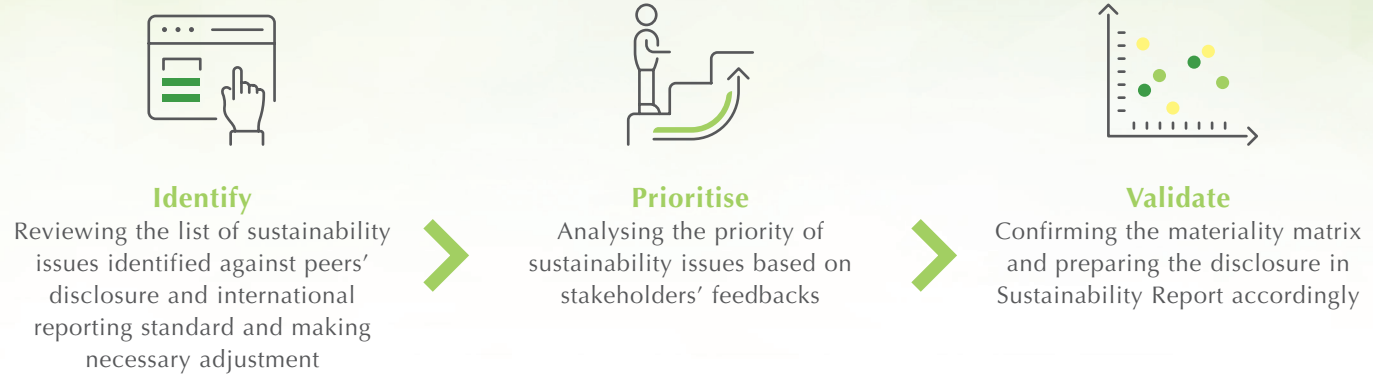 Identify
Reviewing the list of sustainability
issues identified against peers’
disclosure and international
reporting standard and making
necessary adjustment
Prioritise
Analysing the priority of
sustainability issues based on
stakeholders’ feedbacks
Validate
Confirming the materiality matrix
and preparing the disclosure in
Sustainability Report accordingly